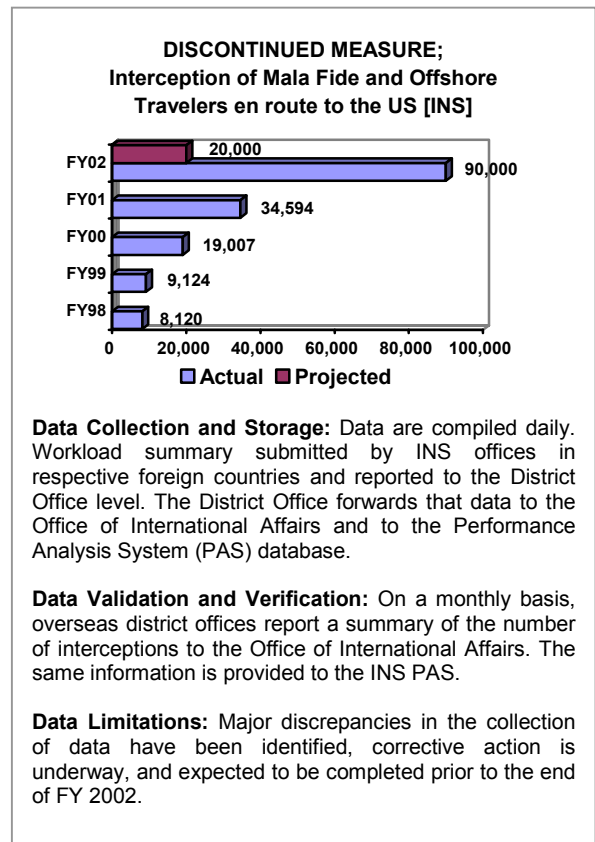 DISCONTINUED MEASURE;
Interception of Mala Fide and Offshore
Travelers en route to the US [INS]
FY02
20,000
90,000
FY01
34,594
FY00
19,007
FY99
9,124
FY98
8,120
0 20,000 40,000 60,000 80,000 100,000
Actual Projected
Data Collection and Storage: Data are compiled daily.
Workload summary submitted by INS offices in
respective foreign countries and reported to the District
Office level. The District Office forwards that data to the
Office of International Affairs and to the Performance
Analysis System (PAS) database.
Data Validation and Verification: On a monthly basis,
overseas district offices report a summary of the number
of interceptions to the Office of International Affairs. The
same information is provided to the INS PAS.
Data Limitations: Major discrepancies in the collection
of data have been identified, corrective action is
underway, and expected to be completed prior to the end
of FY 2002.